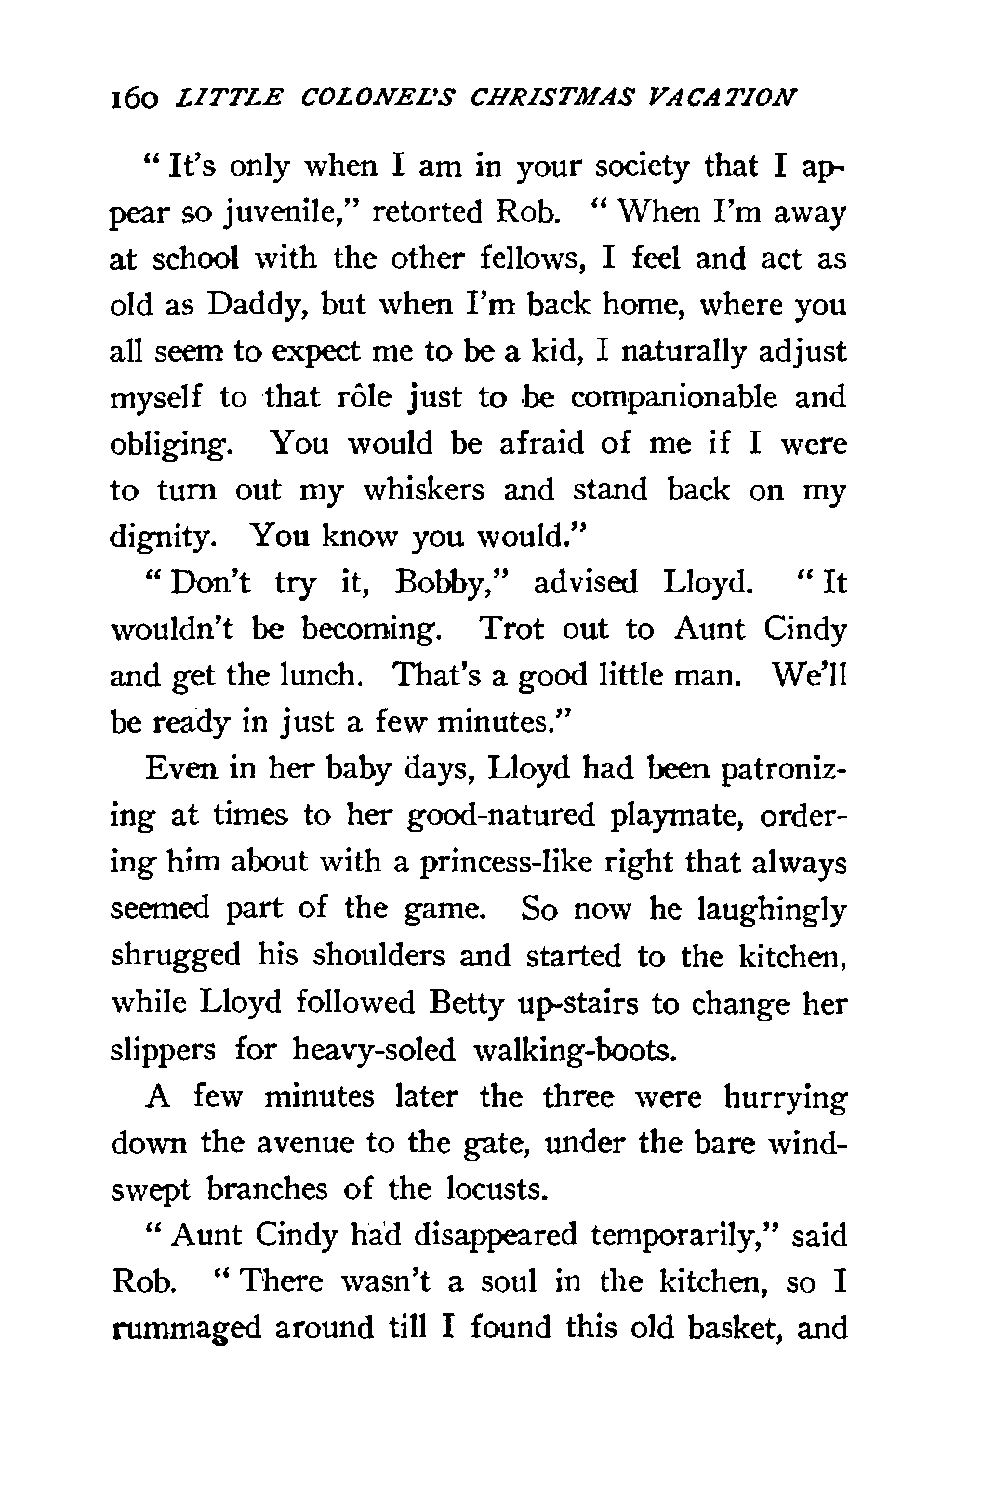 160 LITTLE COLONEL'S CHRISTMAS VACATION
“ It’s only when I am in your society that I ap-
pear so juvenile,” retorted Rob. “ When I’m away
at school with the other fellows, I feel and act as
old as Daddy, but when I’m back home, where you
all seem to expect me to be a kid, I naturally adjust
myself to that rôle just to be companionable and
obliging. You would be afraid of me if I were
to turn out my whiskers and stand back on my
dignity. You know you would.”
“ Don’t try it, Bobby,” advised Lloyd. “ It
wouldn’t be becoming. Trot out to Aunt Cindy
and get the lunch. That’s a good little man. We’ll
be ready in just a few minutes.”
Even in her baby days, Lloyd had been patroniz-
ing at times to her good-natured playmate, order-
ing him about with a princess-like right that always
seemed part of the game. So now he laughingly
shrugged his shoulders and started to the kitchen,
while Lloyd followed Betty up-stairs to change her
slippers for heavy-soled walking-boots.
A few minutes later the three were hurrying
down the avenue to the gate, under the bare wind-
swept branches of the locusts.
“ Aunt Cindy had disappeared temporarily,” said
Rob. “ There wasn’t a soul in the kitchen, so I
rummaged around till I found this old basket, and